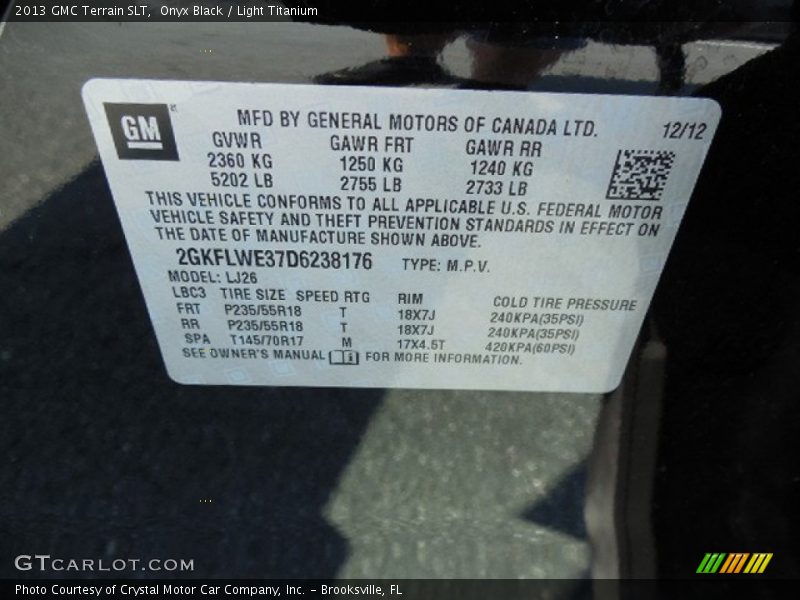 2013 GMC Terrain SLT, Onyx Black / Light Titanium
GM
MFD BY GENERAL MOTORS OF CANADA LTD. 12/12
GVWR GAWR FRT GAWR RR
2360 KG 1250 KG 1240 KG
5202 LB 2755 LB 2733 LB
THIS VEHICLE CONFORMS TO ALL APPLICABLE U.S. FEDERAL MOTOR
VEHICLE SAFETY AND THEFT PREVENTION STANDARDS IN EFFECT ON
THE DATE OF MANUFACTURE SHOWN ABOVE.
2GKFLWE37D6238176 TYPE: M.P.V.
MODEL: LJ26
LBC3 TIRE SIZE SPEED RTG RIM COLD TIRE PRESSURE
FRT P235/55R18 T 18X7J 240KPA(35PSI)
RR P235/55R18 T 18X7J 240KPA(35PSI)
SPA T145/70R17 M 17X4.5T 420KPA(60PSI)
SEE OWNER'S MANUAL FOR MORE INFORMATION.
GTCARLOT.COM
Photo Courtesy of Crystal Motor Car Company, Inc. – Brooksville, FL